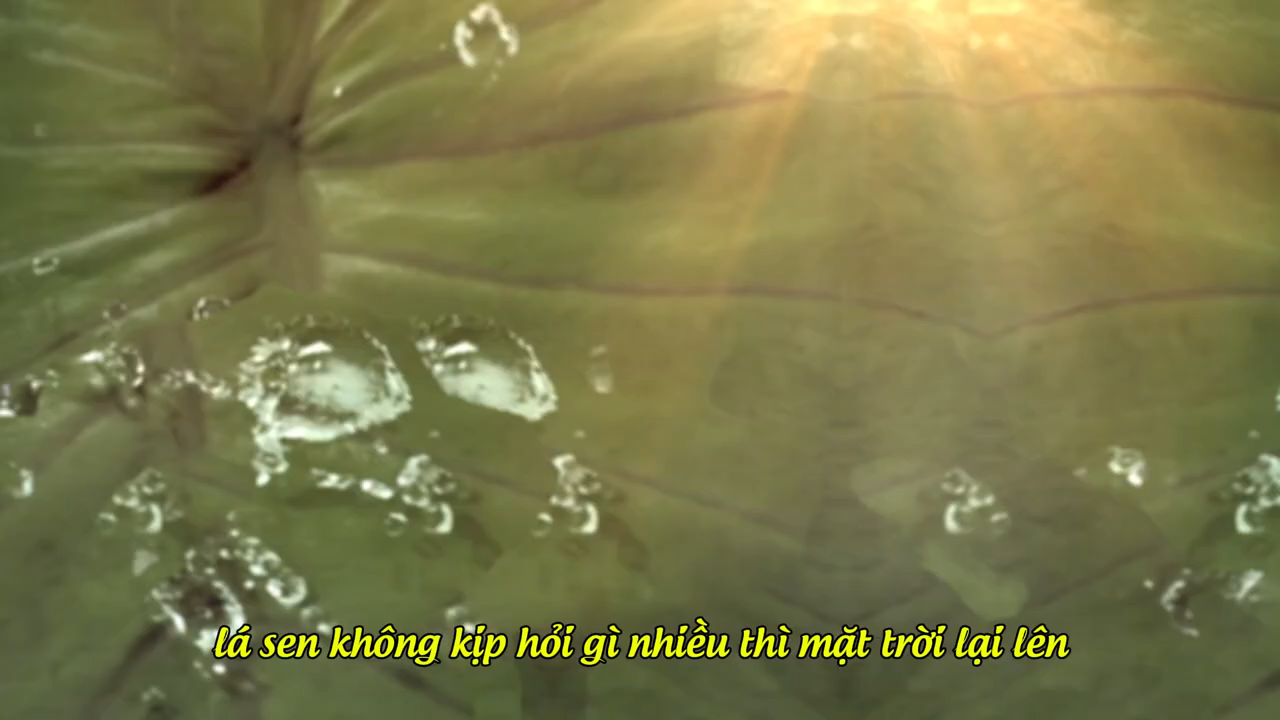 lá sen không kịp hỏi gì nhiều thì mặt trời lại lên